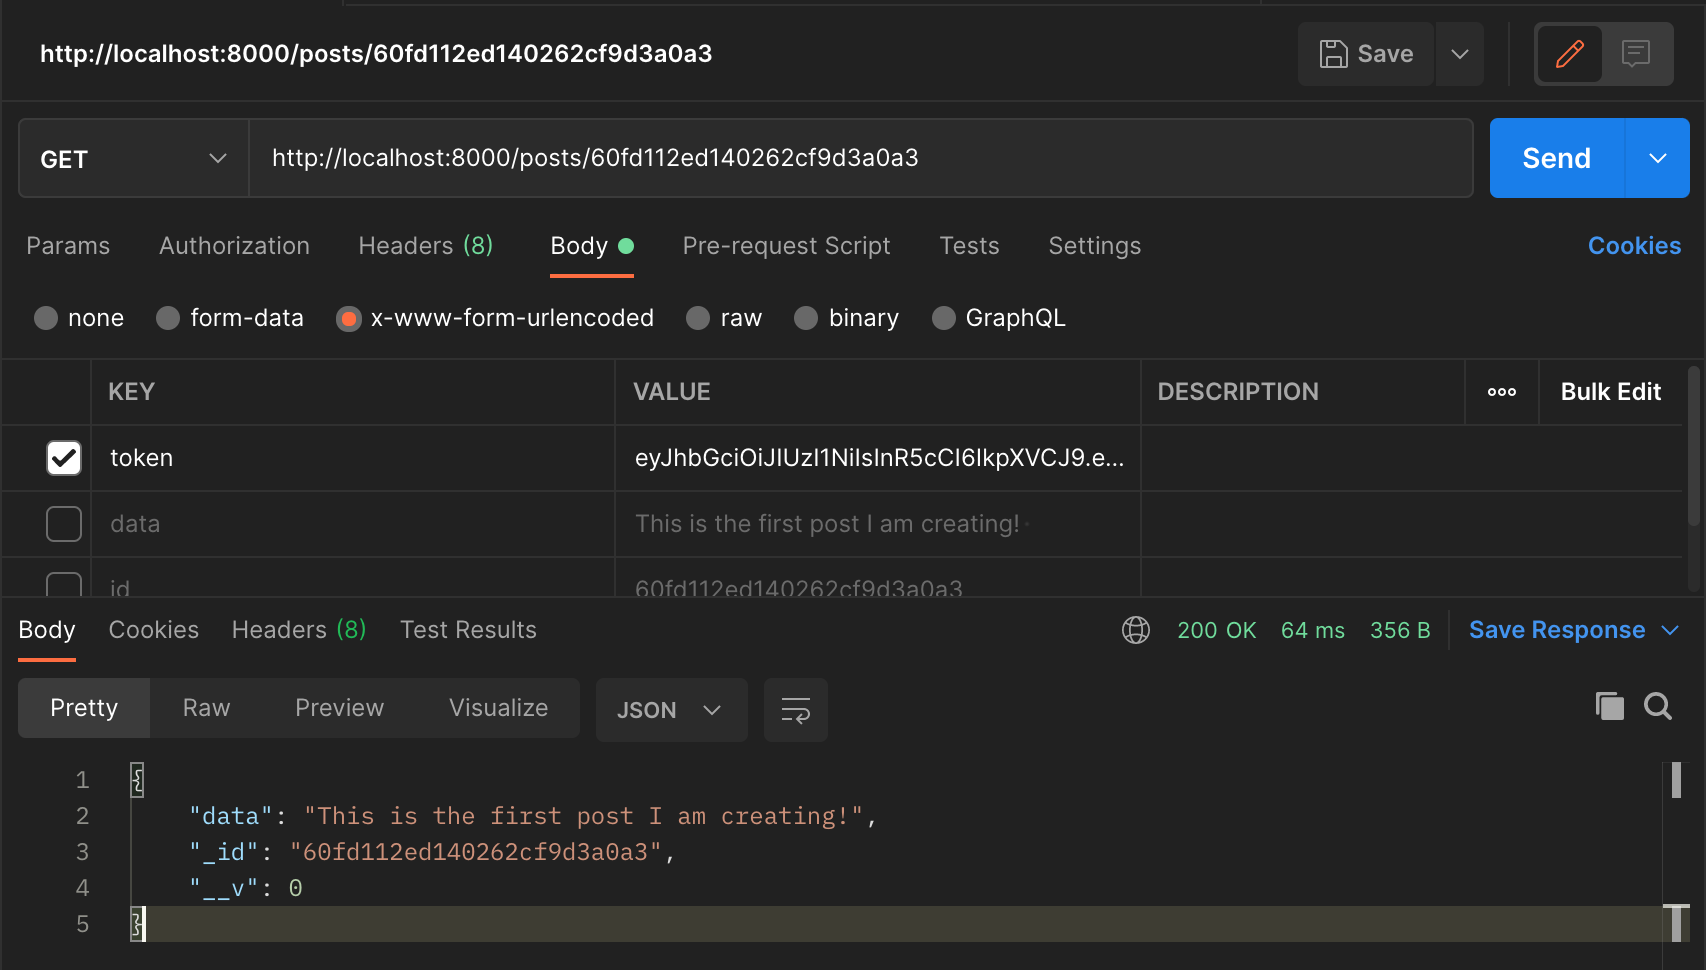 http://localhost:8000/posts/60fd112ed140262cf9d3a0a3 Save
GET http://localhost:8000/posts/60fd112ed140262cf9d3a0a3 Send
Params Authorization Headers (8) Body Pre-request Script Tests Settings Cookies
none form-data x-www-form-urlencoded raw binary GraphQL
KEY VALUE DESCRIPTION ooo Bulk Edit
token eyJhbGciOiJIUzI1NiIsInR5cCI6IkpXVCJ9.e...
data This is the first post I am creating!
id 60fd112ed140262cf9d3a0a3
Body Cookies Headers (8) Test Results 200 OK 64 ms 356 B Save Response
Pretty Raw Preview Visualize JSON
1 {
2 "data": "This is the first post I am creating!",
3 "_id": "60fd112ed140262cf9d3a0a3",
4 "__v": 0
5 }